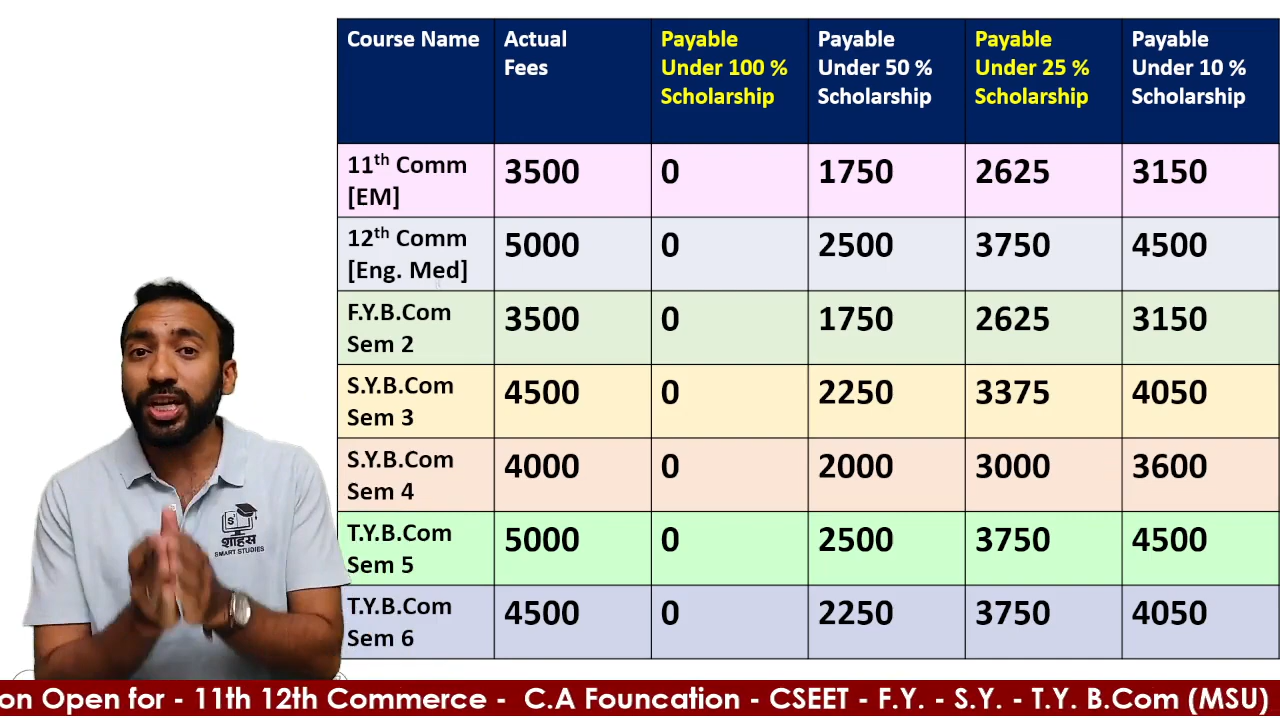 Course Name
Actual
Fees
Payable
Under 100 %
Scholarship
Payable
Under 50 %
Scholarship
Payable
Under 25 %
Scholarship
Payable
Under 10 %
Scholarship
11th Comm
[EM]
3500
0
1750
2625
3150
12th Comm
[Eng. Med]
5000
0
2500
3750
4500
F.Y.B.Com
Sem 2
3500
0
1750
2625
3150
S.Y.B.Com
Sem 3
4500
0
2250
3375
4050
S.Y.B.Com
Sem 4
4000
0
2000
3000
3600
T.Y.B.Com
Sem 5
5000
0
2500
3750
4500
T.Y.B.Com
Sem 6
4500
0
2250
3750
4050
शाहस
SMART STUDIES
on Open for - 11th 12th Commerce - C.A Founcation - CSEET - F.Y. - S.Y. - T.Y. B.Com (MSU)